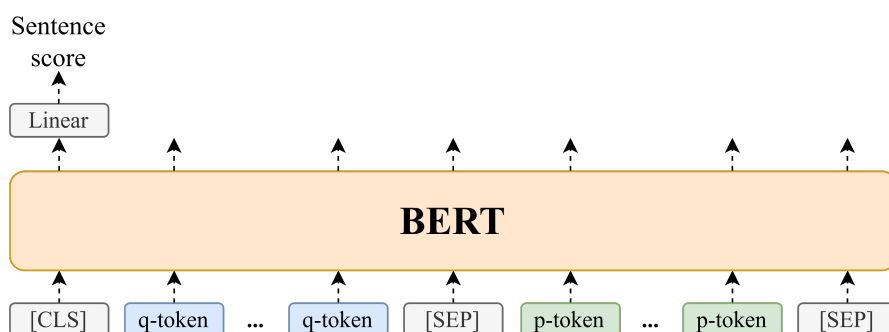 Sentence
score
Linear
BERT
[CLS] q-token ... q-token [SEP] p-token ... p-token [SEP]